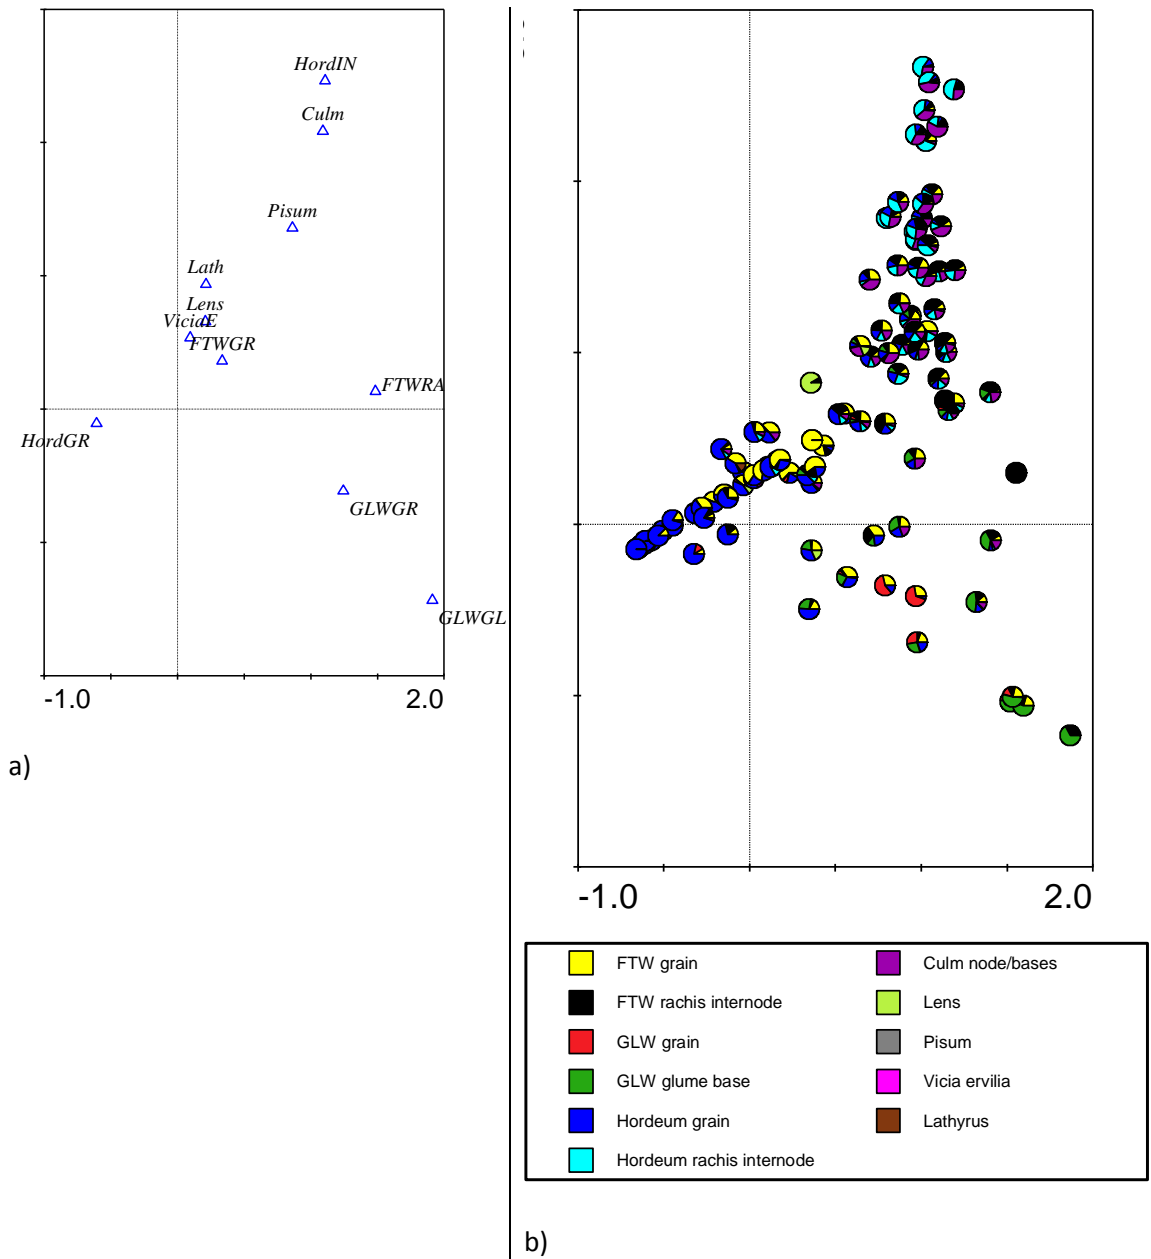 HordIN
Culm
Pisum
Lath
Lens
ViciaE
FTWGR
FTWRA
HordGR
GLWGR
GLWGL
-1.0
2.0
a)
-1.0
2.0
FTW grain
FTW rachis internode
GLW grain
GLW glume base
Hordeum grain
Hordeum rachis internode
Culm node/bases
Lens
Pisum
Vicia ervilia
Lathyrus
b)